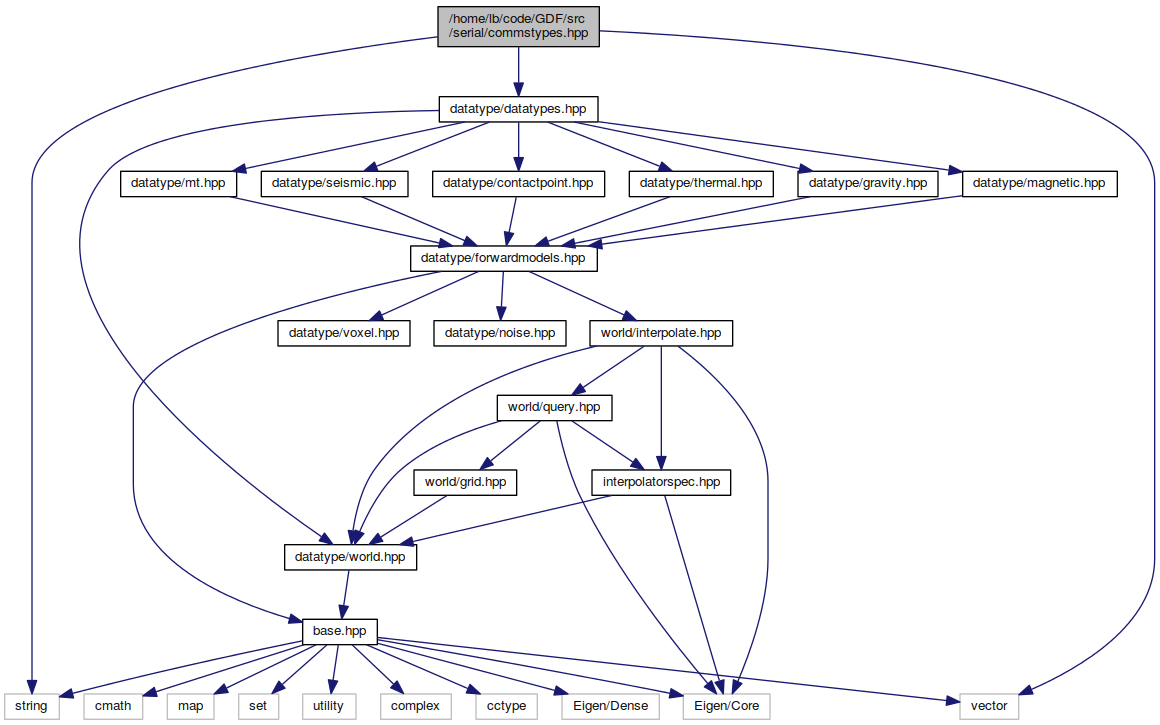 /home/lb/code/GDF/src
/serial/commstypes.hpp
datatype/datatypes.hpp
datatype/mt.hpp
datatype/seismic.hpp
datatype/contactpoint.hpp
datatype/thermal.hpp
datatype/gravity.hpp
datatype/magnetic.hpp
datatype/forwardmodels.hpp
datatype/voxel.hpp
datatype/noise.hpp
world/interpolate.hpp
world/query.hpp
world/grid.hpp
interpolatorspec.hpp
datatype/world.hpp
base.hpp
string
cmath
map
set
utility
complex
cctype
Eigen/Dense
Eigen/Core
vector